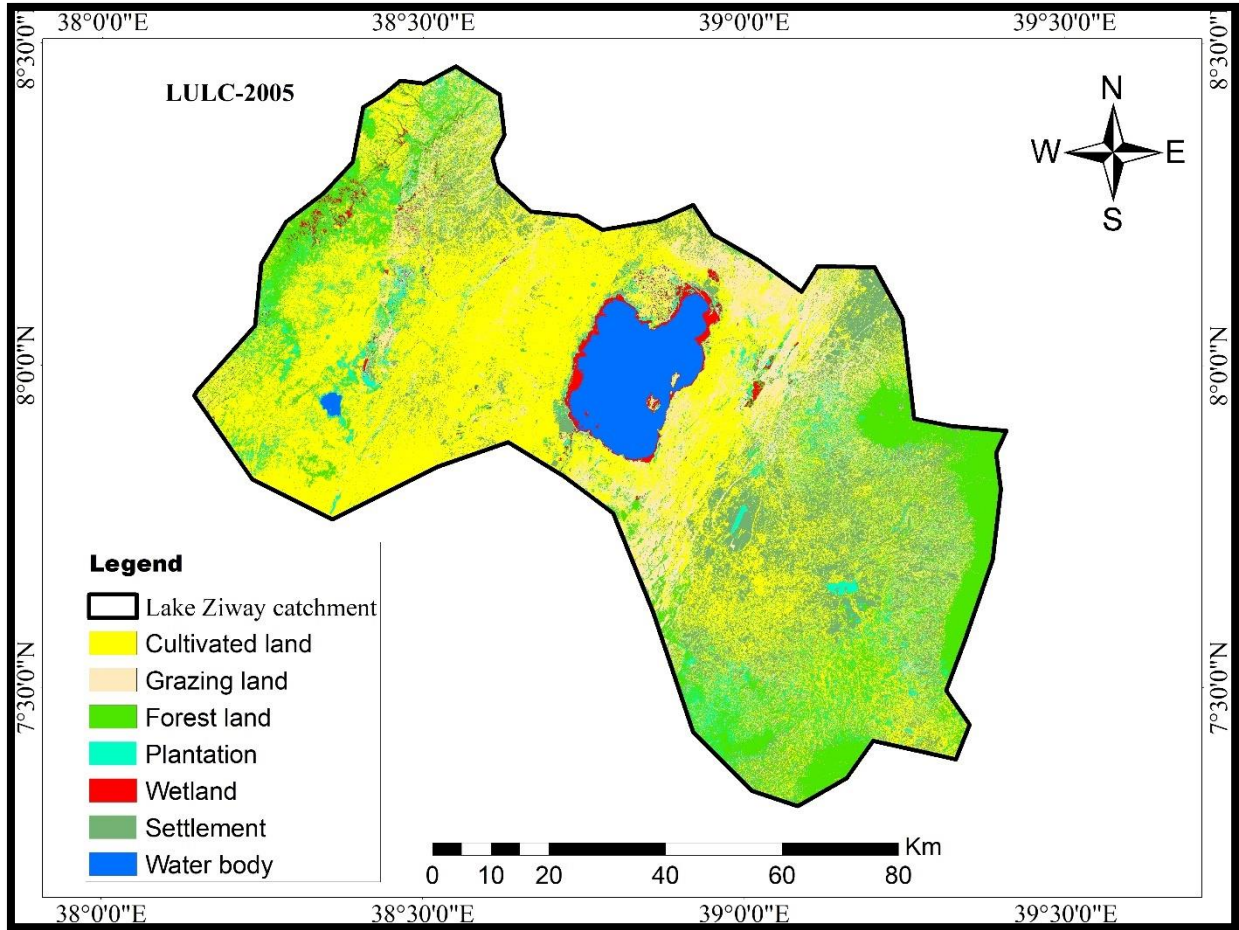 38°0'0"E 38°30'0"E 39°0'0"E 39°30'0"E
8°30'0"N
8°30'0"N
LULC-2005
N
W E
S
8°0'0"N
8°0'0"N
7°30'0"N
7°30'0"N
Legend
Lake Ziway catchment
Cultivated land
Grazing land
Forest land
Plantation
Wetland
Settlement
Water body
Km
0 10 20 40 60 80
38°0'0"E 38°30'0"E 39°0'0"E 39°30'0"E